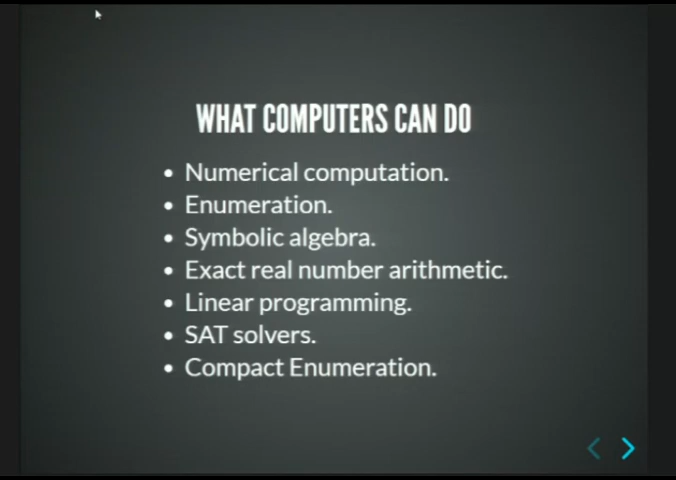 WHAT COMPUTERS CAN DO
• Numerical computation.
• Enumeration.
• Symbolic algebra.
• Exact real number arithmetic.
• Linear programming.
• SAT solvers.
• Compact Enumeration.